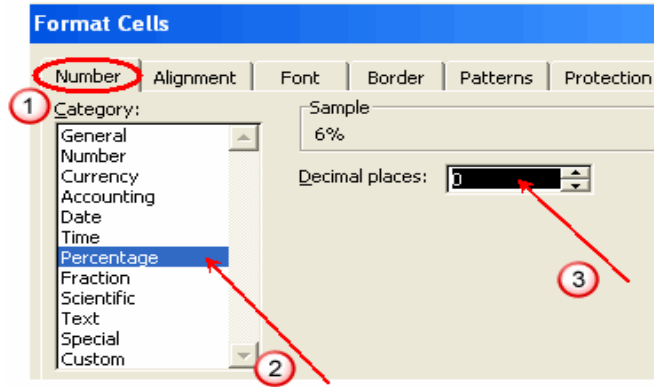 Format Cells
Number Alignment Font Border Patterns Protection
1 Category:
Sample
6%
General
Number
Currency
Accounting
Date
Time
Percentage
Fraction
Scientific
Text
Special
Custom
Decimal places: 0
3
2